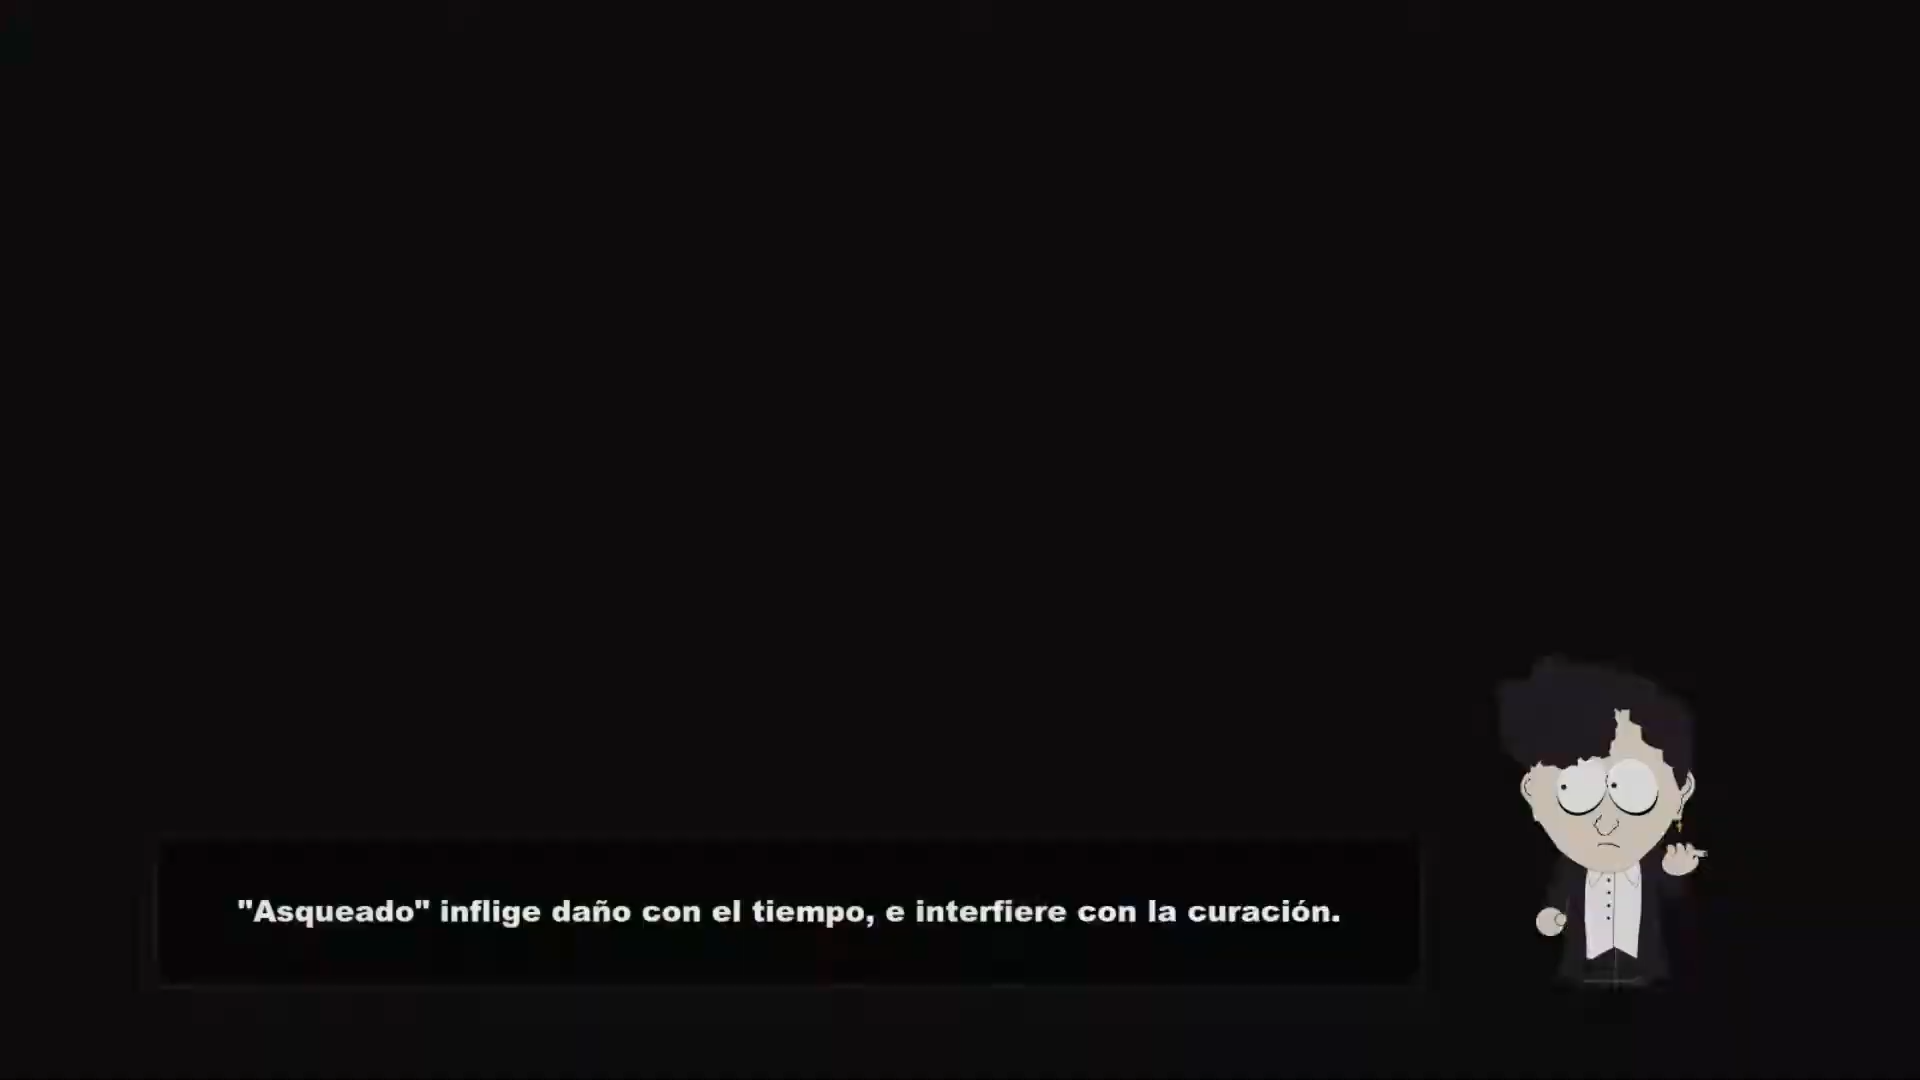 "Asqueado" inflige daño con el tiempo, e interfiere con la curación.